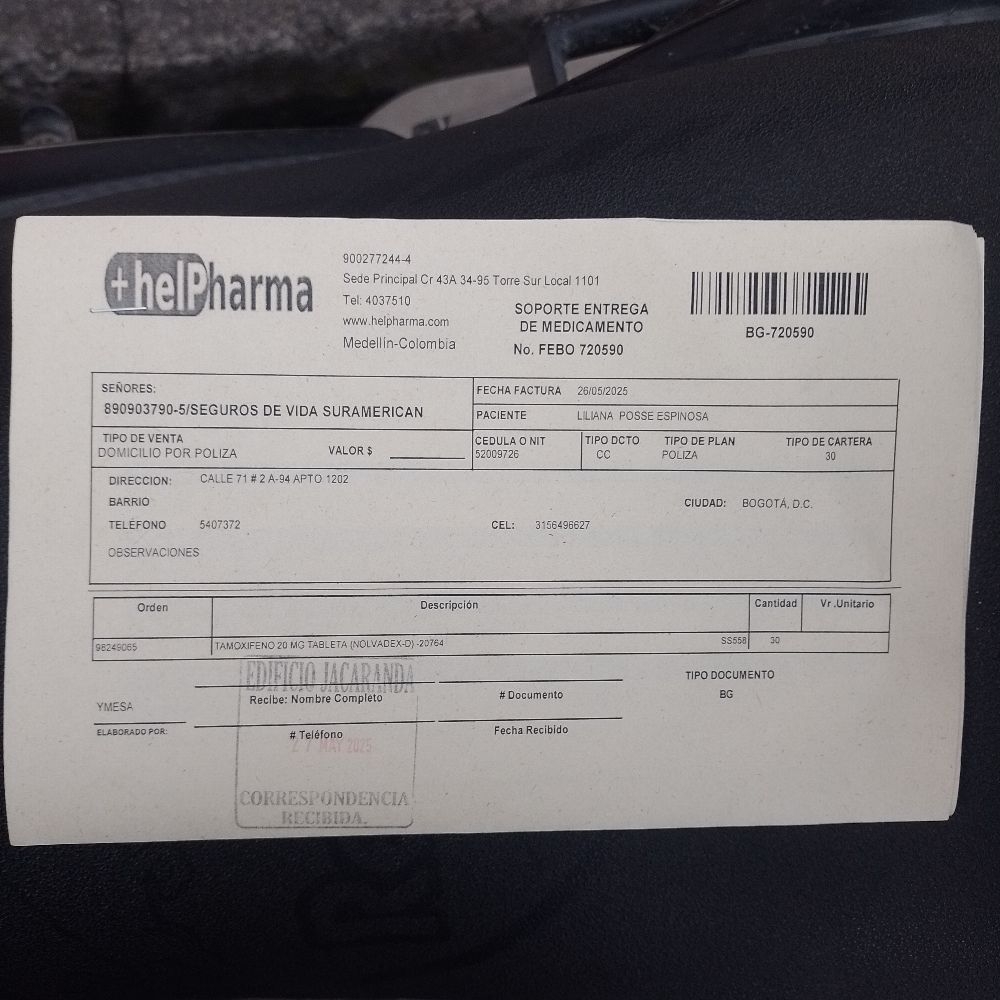 +helPharma
900277244-4
Sede Principal Cr 43A 34-95 Torre Sur Local 1101
Tel: 4037510
www.helpharma.com
Medellín-Colombia
SOPORTE ENTREGA
DE MEDICAMENTO
No. FEBO 720590
BG-720590
SEÑORES:
890903790-5/SEGUROS DE VIDA SURAMERICAN
FECHA FACTURA 26/05/2025
PACIENTE LILIANA POSSE ESPINOSA
TIPO DE VENTA
DOMICILIO POR POLIZA VALOR $
CEDULA O NIT TIPO DCTO TIPO DE PLAN TIPO DE CARTERA
52009726 CC POLIZA 30
DIRECCION: CALLE 71 # 2 A-94 APTO 1202
BARRIO CIUDAD: BOGOTÁ, D.C.
TELÉFONO 5407372 CEL: 3156496627
OBSERVACIONES
Orden Descripción Cantidad Vr .Unitario
98249065 TAMOXIFENO 20 MG TABLETA (NOLVADEX-D) -20764 SS558 30
EDIFICIO JACARANDA
Recibe: Nombre Completo # Documento TIPO DOCUMENTO
BG
YMESA
ELABORADO POR: # Teléfono Fecha Recibido
27 MAY 2025
CORRESPONDENCIA
RECIBIDA.